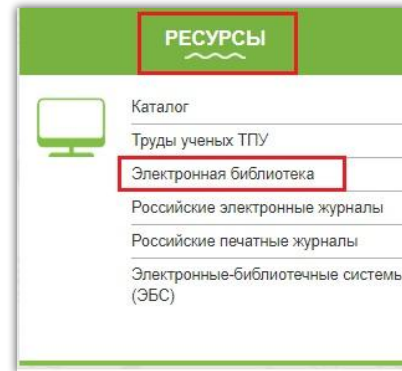 РЕСУРСЫ
Каталог
Труды ученых ТПУ
Электронная библиотека
Российские электронные журналы
Российские печатные журналы
Электронные-библиотечные системы
(ЭБС)